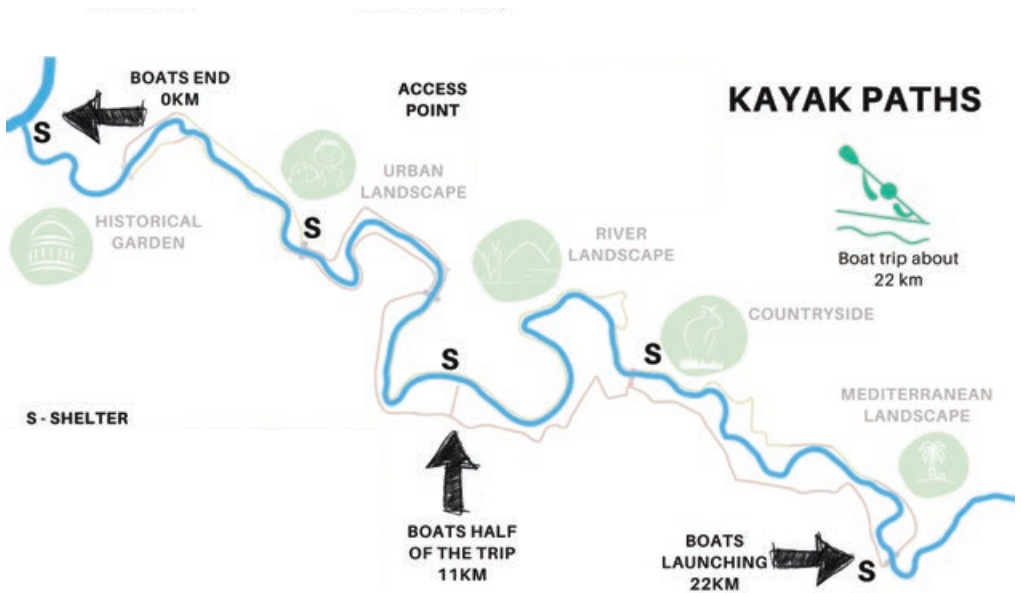 BOATS END
0KM
ACCESS
POINT
KAYAK PATHS
S
URBAN
LANDSCAPE
HISTORICAL
GARDEN
S
RIVER
LANDSCAPE
Boat trip about
22 km
COUNTRYSIDE
S
S
MEDITERRANEAN
LANDSCAPE
S - SHELTER
BOATS HALF
OF THE TRIP
11KM
BOATS
LAUNCHING
22KM
S